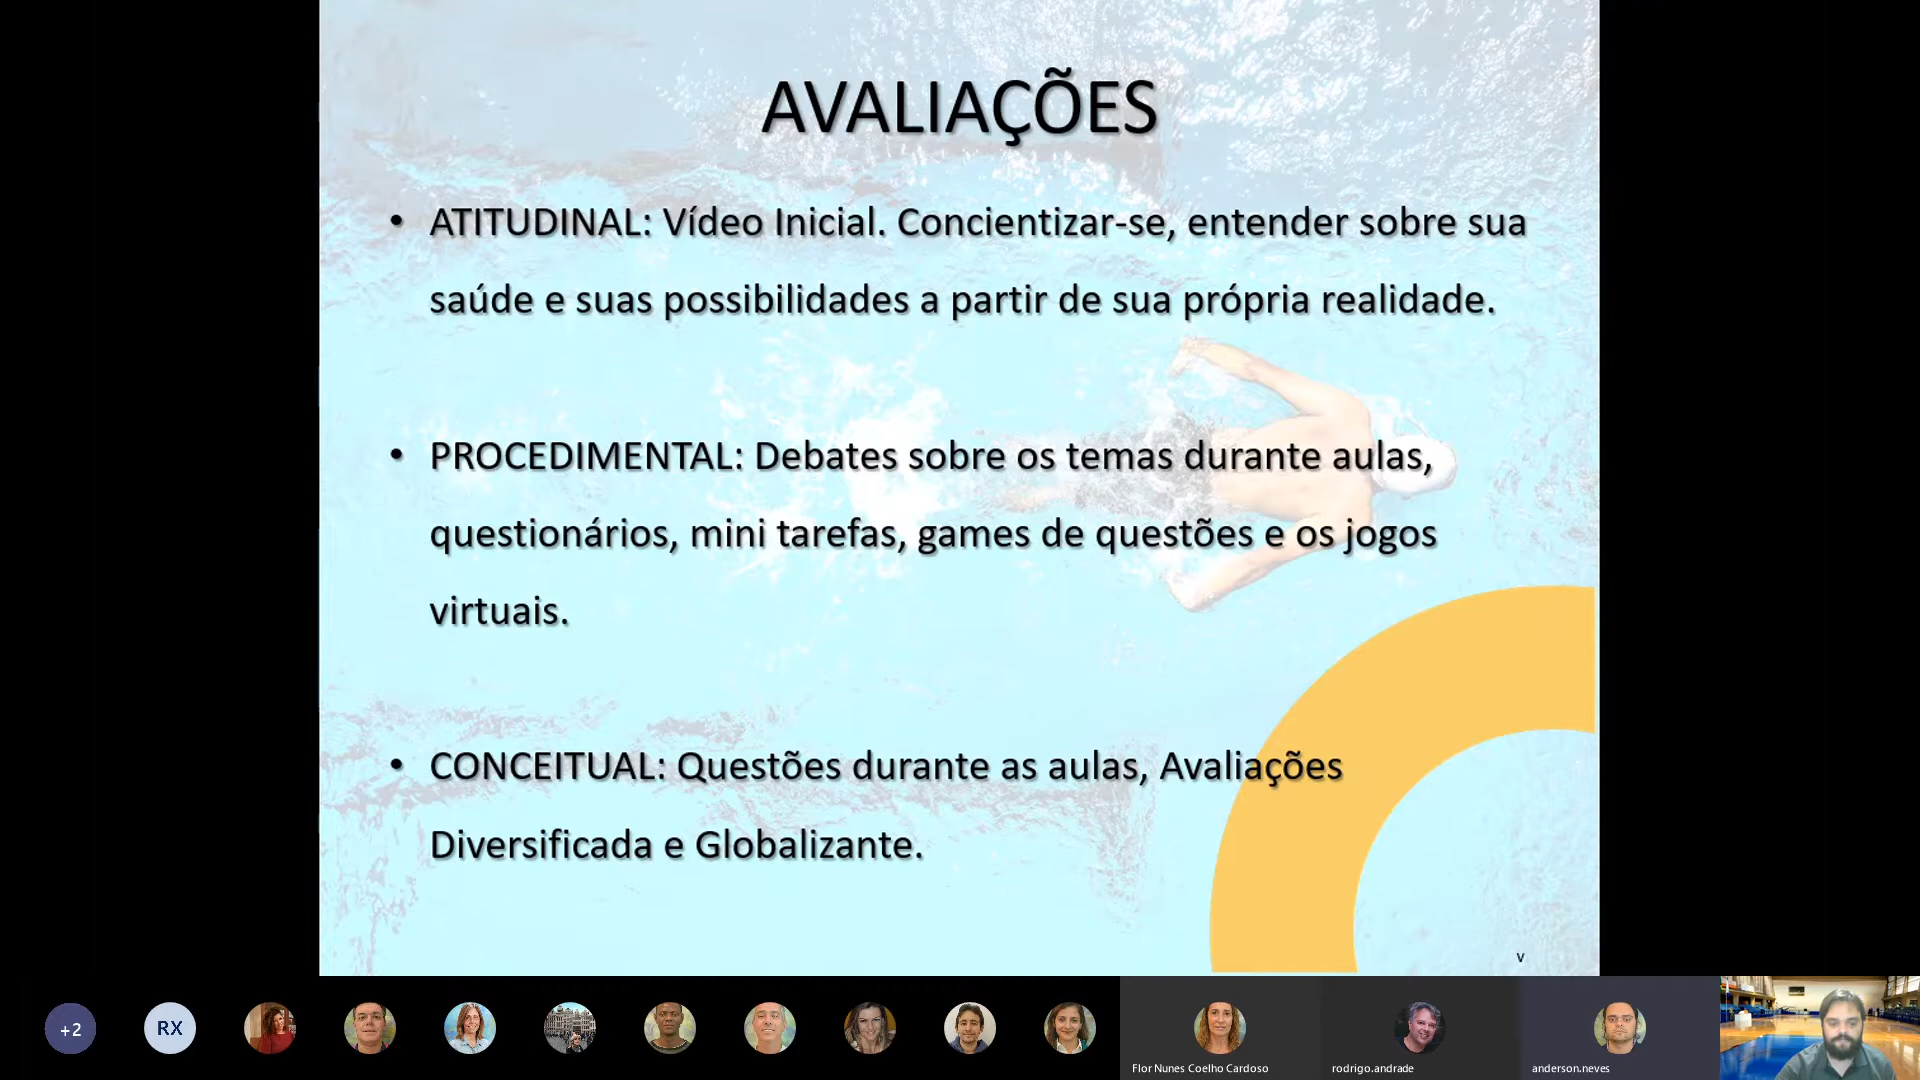 AVALIAÇÕES
• ATITUDINAL: Vídeo Inicial. Concientizar-se, entender sobre sua
saúde e suas possibilidades a partir de sua própria realidade.
• PROCEDIMENTAL: Debates sobre os temas durante aulas,
questionários, mini tarefas, games de questões e os jogos
virtuais.
• CONCEITUAL: Questões durante as aulas, Avaliações
Diversificada e Globalizante.
v
+2
RX
Flor Nunes Coelho Cardoso
rodrigo.andrade
anderson.neves